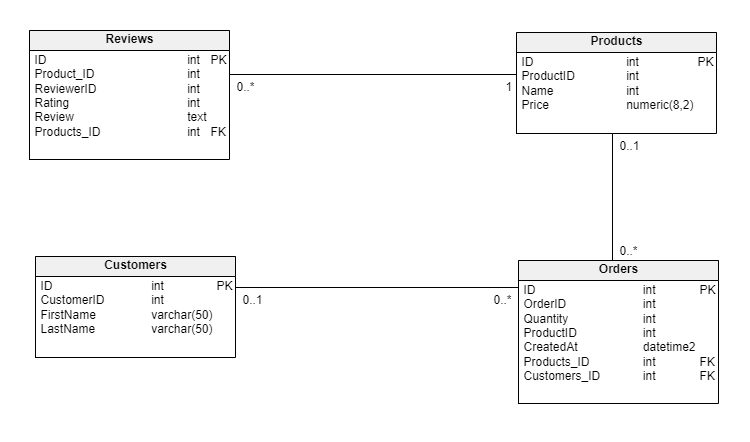 Reviews
ID int PK
Product_ID int
ReviewerID int
Rating int
Review text
Products_ID int FK
0..*
1
Products
ID int PK
ProductID int
Name int
Price numeric(8,2)
0..1
0..*
Customers
ID int PK
CustomerID int
FirstName varchar(50)
LastName varchar(50)
0..1
0..*
Orders
ID int PK
OrderID int
Quantity int
ProductID int
CreatedAt datetime2
Products_ID int FK
Customers_ID int FK